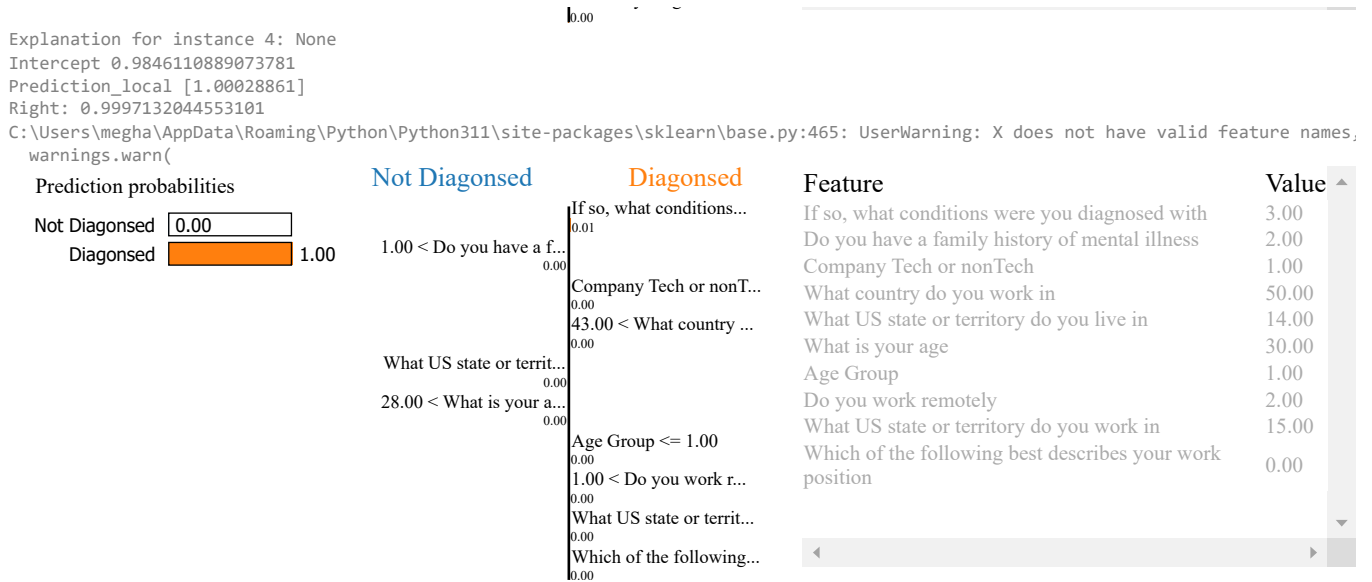 0.00
Explanation for instance 4: None
Intercept 0.9846110889073781
Prediction_local [1.00028861]
Right: 0.9997132044553101
C:\Users\megha\AppData\Roaming\Python\Python311\site-packages\sklearn\base.py:465: UserWarning: X does not have valid feature names,
warnings.warn(
Prediction probabilities
Not Diagonsed 0.00
Diagonsed 1.00
Not Diagonsed Diagonsed
If so, what conditions...
0.01
1.00 < Do you have a f...
0.00
Company Tech or nonT...
0.00
43.00 < What country ...
0.00
What US state or territ...
0.00
28.00 < What is your a...
0.00
Age Group <= 1.00
0.00
1.00 < Do you work r...
0.00
What US state or territ...
0.00
Which of the following...
0.00
Feature Value
If so, what conditions were you diagnosed with 3.00
Do you have a family history of mental illness 2.00
Company Tech or nonTech 1.00
What country do you work in 50.00
What US state or territory do you live in 14.00
What is your age 30.00
Age Group 1.00
Do you work remotely 2.00
What US state or territory do you work in 15.00
Which of the following best describes your work
position 0.00